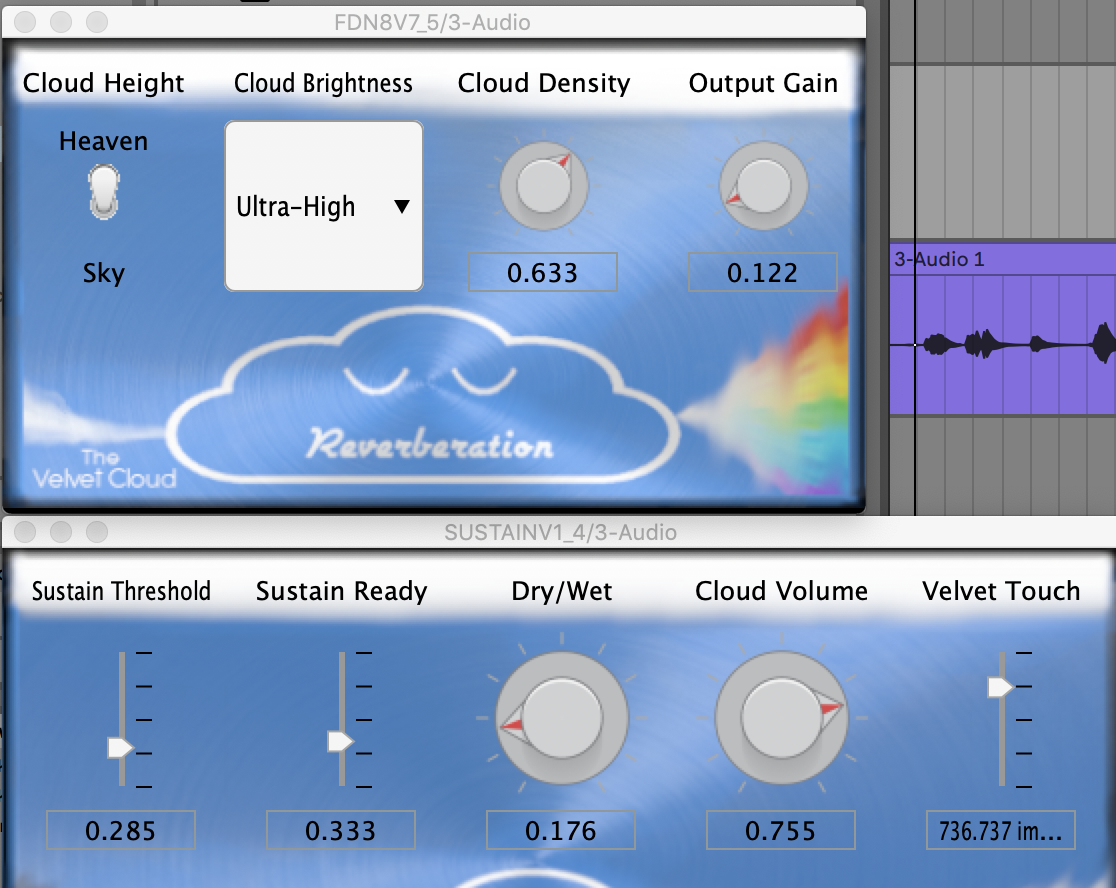 FDN8V7_5/3-Audio
Cloud Height
Cloud Brightness
Cloud Density
Output Gain
Heaven
Sky
Ultra-High
0.633
0.122
3-Audio 1
Reverberation
The
Velvet Cloud
SUSTAINV1_4/3-Audio
Sustain Threshold
Sustain Ready
Dry/Wet
Cloud Volume
Velvet Touch
0.285
0.333
0.176
0.755
736.737 im...